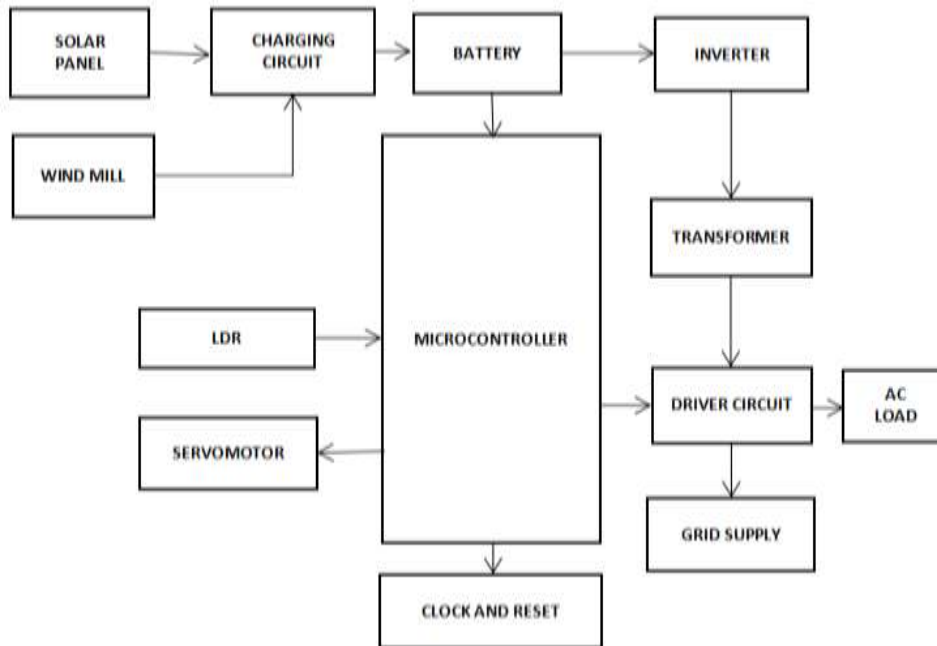 SOLAR
PANEL
CHARGING
CIRCUIT
BATTERY
INVERTER
WIND MILL
TRANSFORMER
LDR
MICROCONTROLLER
DRIVER CIRCUIT
AC
LOAD
SERVOMOTOR
GRID SUPPLY
CLOCK AND RESET